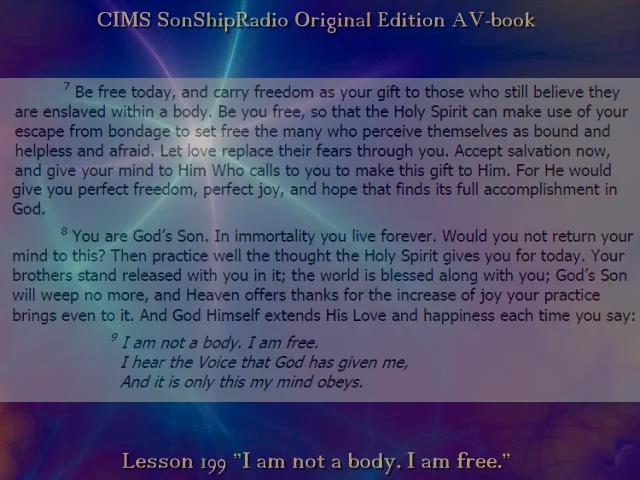 CIMS SonShipRadio Original Edition AV-book
7 Be free today, and carry freedom as your gift to those who still believe they
are enslaved within a body. Be you free, so that the Holy Spirit can make use of your
escape from bondage to set free the many who perceive themselves as bound and
helpless and afraid. Let love replace their fears through you. Accept salvation now,
and give your mind to Him Who calls to you to make this gift to Him. For He would
give you perfect freedom, perfect joy, and hope that finds its full accomplishment in
God.
8 You are God's Son. In immortality you live forever. Would you not return your
mind to this? Then practice well the thought the Holy Spirit gives you for today. Your
brothers stand released with you in it; the world is blessed along with you; God's Son
will weep no more, and Heaven offers thanks for the increase of joy your practice
brings even to it. And God Himself extends His Love and happiness each time you say:
9 I am not a body. I am free.
I hear the Voice that God has given me,
And it is only this my mind obeys.
Lesson 199 "I am not a body. I am free."